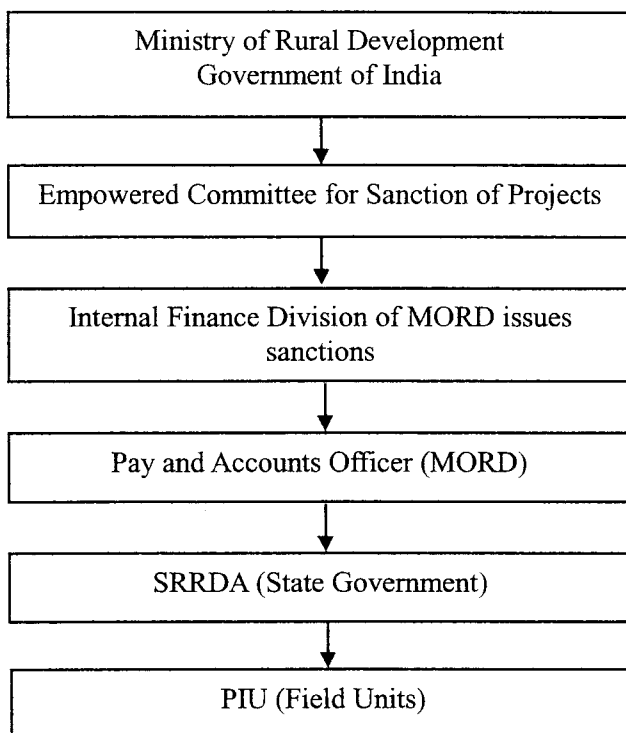 Ministry of Rural Development
Government of India
Empowered Committee for Sanction of Projects
Internal Finance Division of MORD issues
sanctions
Pay and Accounts Officer (MORD)
SRRDA (State Government)
PIU (Field Units)